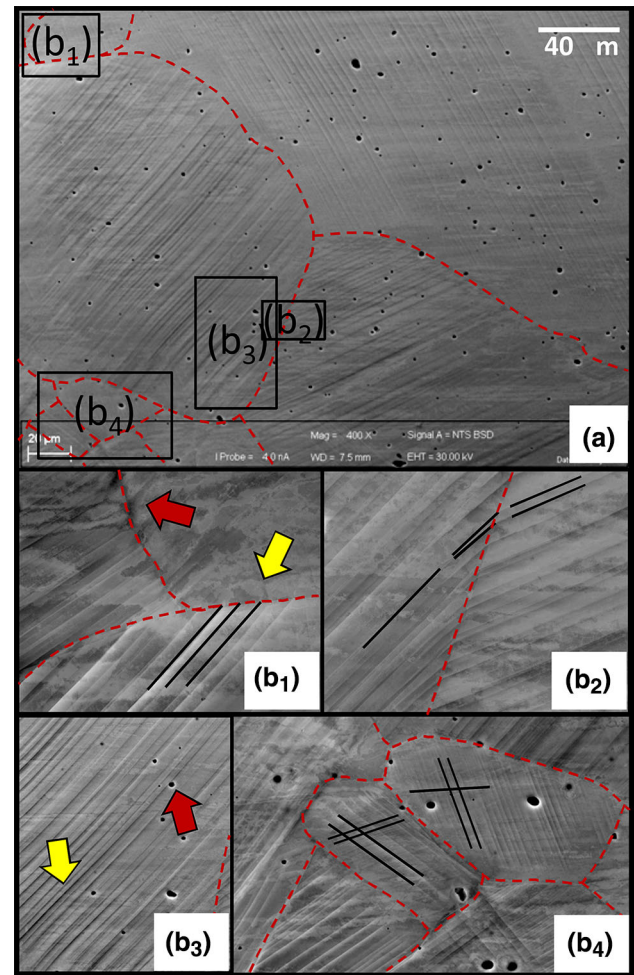 (b1)
40 m
(b3)
(b2)
(b4)
20 µm
Mag = 400 X
Signal A = NTS BSD
I Probe = 4.0 nA
WD = 7.5 mm
EHT = 30.00 kV
(a)
(b1)
(b2)
(b3)
(b4)